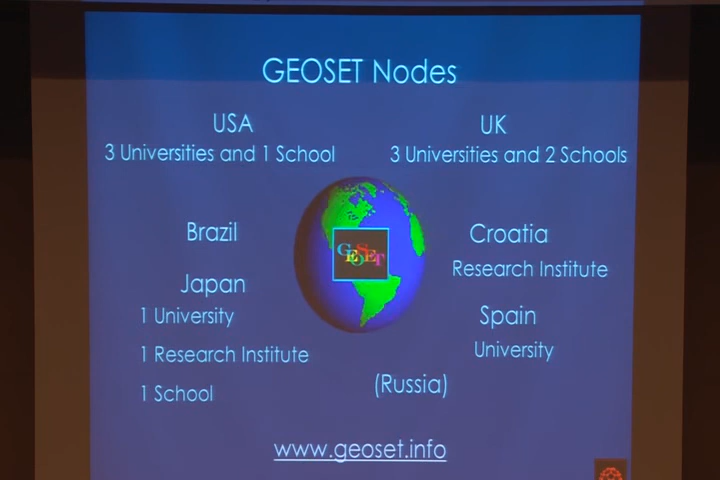 GEOSET Nodes
USA
3 Universities and 1 School
UK
3 Universities and 2 Schools
Brazil
Croatia
Research Institute
GEOSET
Japan
1 University
1 Research Institute
1 School
Spain
University
(Russia)
www.geoset.info